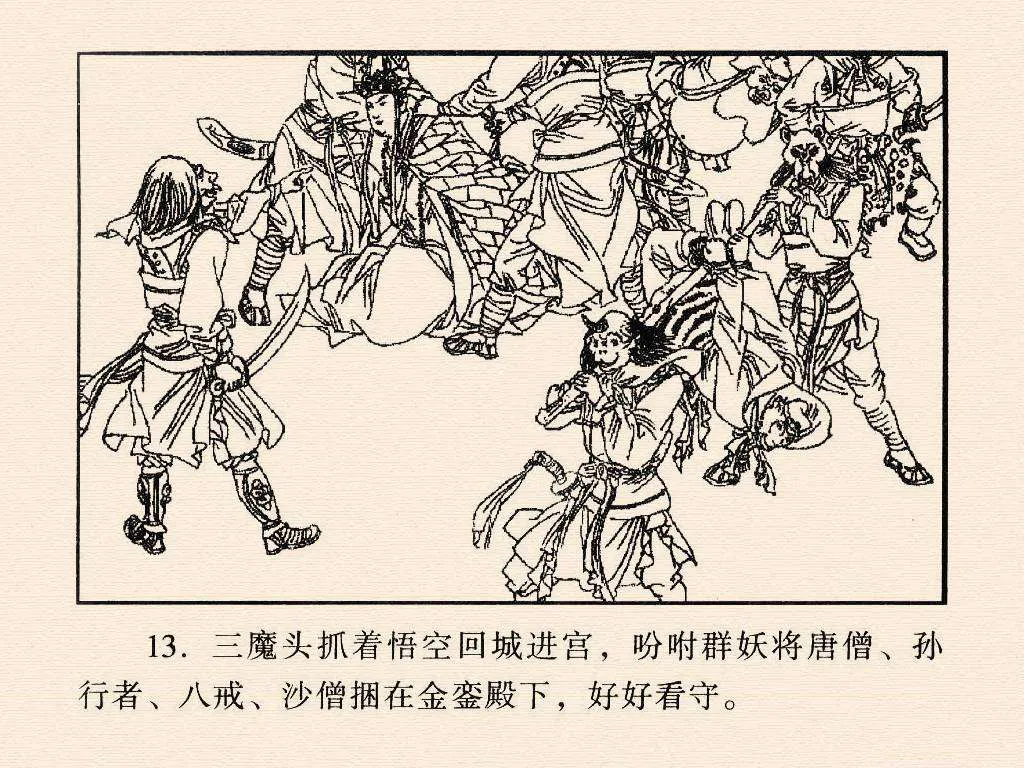 13. 三魔头抓着悟空回城进宫，吩咐群妖将唐僧、孙
行者、八戒、沙僧捆在金銮殿下，好好看守。